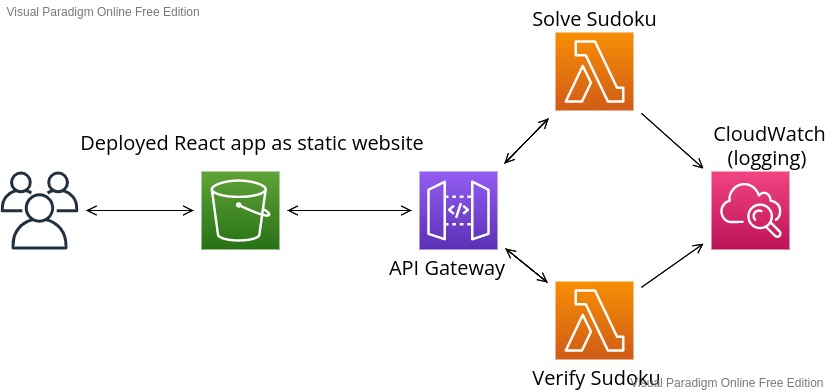 Visual Paradigm Online Free Edition
Solve Sudoku
Deployed React app as static website
CloudWatch
(logging)
</>
API Gateway
Verify Sudoku
Visual Paradigm Online Free Edition